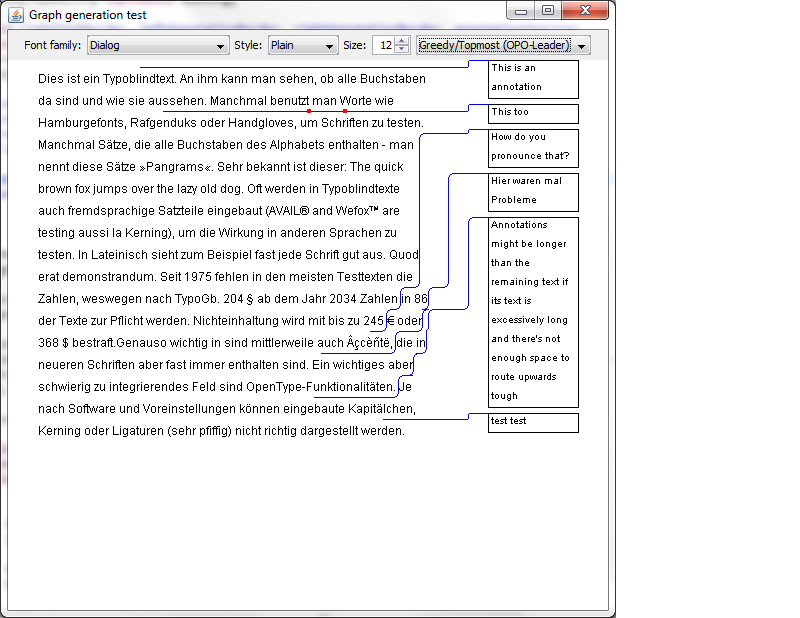 Graph generation test
Font family: Dialog Style: Plain Size: 12 Greedy/Topmost (OPO-Leader)
Dies ist ein Typoblindtext. An ihm kann man sehen, ob alle Buchstaben
da sind und wie sie aussehen. Manchmal benutzt man Worte wie
Hamburgefonts, Rafgenduks oder Handgloves, um Schriften zu testen.
Manchmal Sätze, die alle Buchstaben des Alphabets enthalten - man
nennt diese Sätze »Pangrams«. Sehr bekannt ist dieser: The quick
brown fox jumps over the lazy old dog. Oft werden in Typoblindtexte
auch fremdsprachige Satzteile eingebaut (AVAIL® and Wefox™ are
testing aussi la Kerning), um die Wirkung in anderen Sprachen zu
testen. In Lateinisch sieht zum Beispiel fast jede Schrift gut aus. Quod
erat demonstrandum. Seit 1975 fehlen in den meisten Testtexten die
Zahlen, weswegen nach TypoGb. 204 § ab dem Jahr 2034 Zahlen in 86
der Texte zur Pflicht werden. Nichteinhaltung wird mit bis zu 245 € oder
368 $ bestraft.Genauso wichtig in sind mittlerweile auch Âçcèñtë, die in
neueren Schriften aber fast immer enthalten sind. Ein wichtiges aber
schwierig zu integrierendes Feld sind OpenType-Funktionalitäten. Je
nach Software und Voreinstellungen können eingebaute Kapitälchen,
Kerning oder Ligaturen (sehr pfiffig) nicht richtig dargestellt werden.
This is an
annotation
This too
How do you
pronounce that?
Hier waren mal
Probleme
Annotations
might be longer
than the
remaining text if
its text is
excessively long
and there's not
enough space to
route upwards
tough
test test